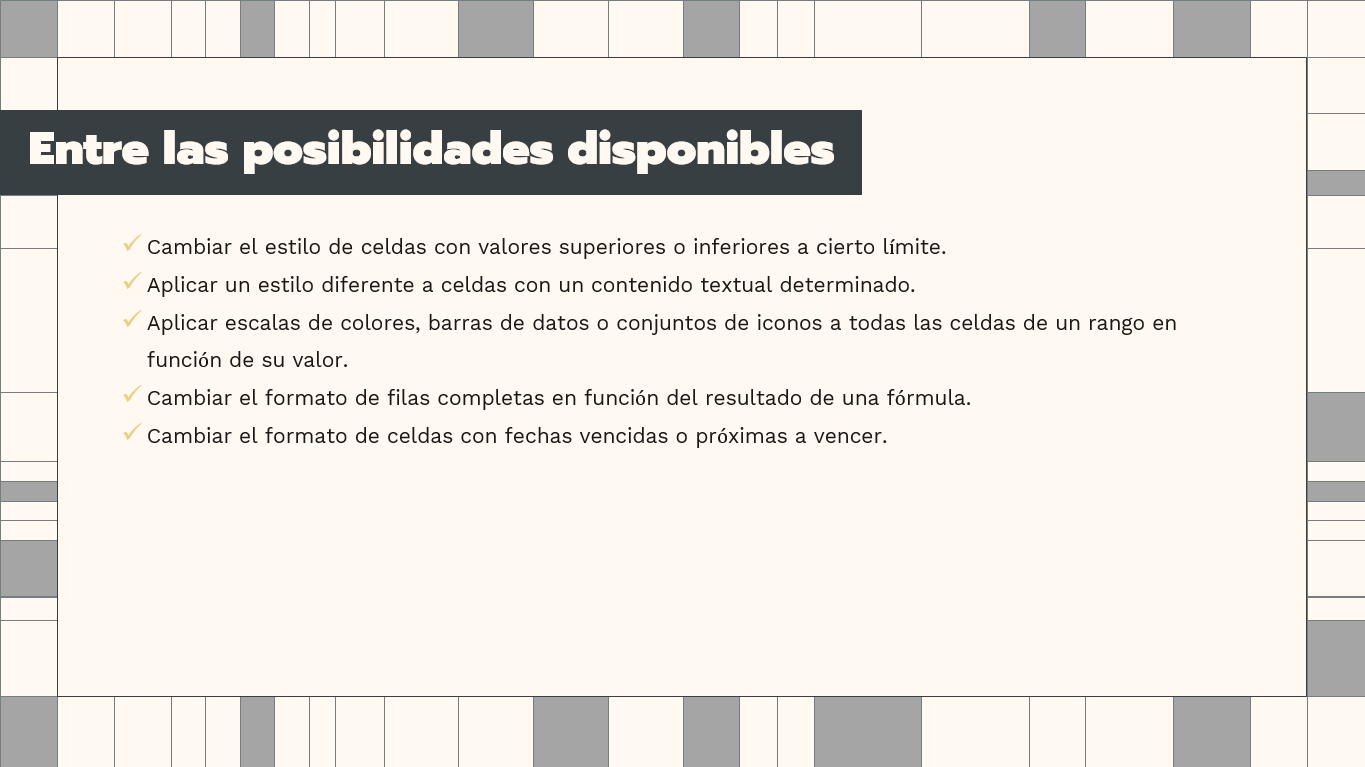 Entre las posibilidades disponibles
✓ Cambiar el estilo de celdas con valores superiores o inferiores a cierto límite.
✓ Aplicar un estilo diferente a celdas con un contenido textual determinado.
✓ Aplicar escalas de colores, barras de datos o conjuntos de iconos a todas las celdas de un rango en
función de su valor.
✓ Cambiar el formato de filas completas en función del resultado de una fórmula.
✓ Cambiar el formato de celdas con fechas vencidas o próximas a vencer.